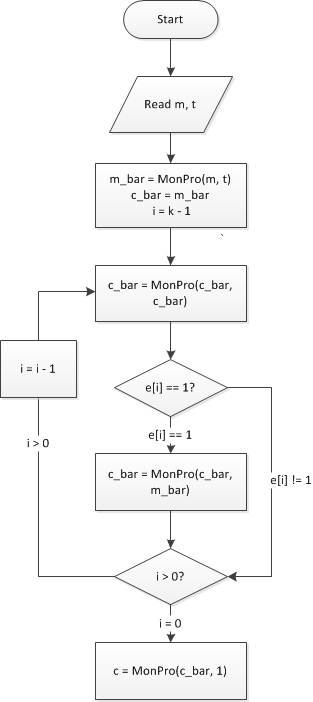 Start
Read m, t
m_bar = MonPro(m, t)
c_bar = m_bar
i = k - 1
`
c_bar = MonPro(c_bar,
c_bar)
i = i - 1
e[i] == 1?
i > 0
e[i] == 1
c_bar = MonPro(c_bar,
m_bar)
e[i] != 1
i > 0?
i = 0
c = MonPro(c_bar, 1)